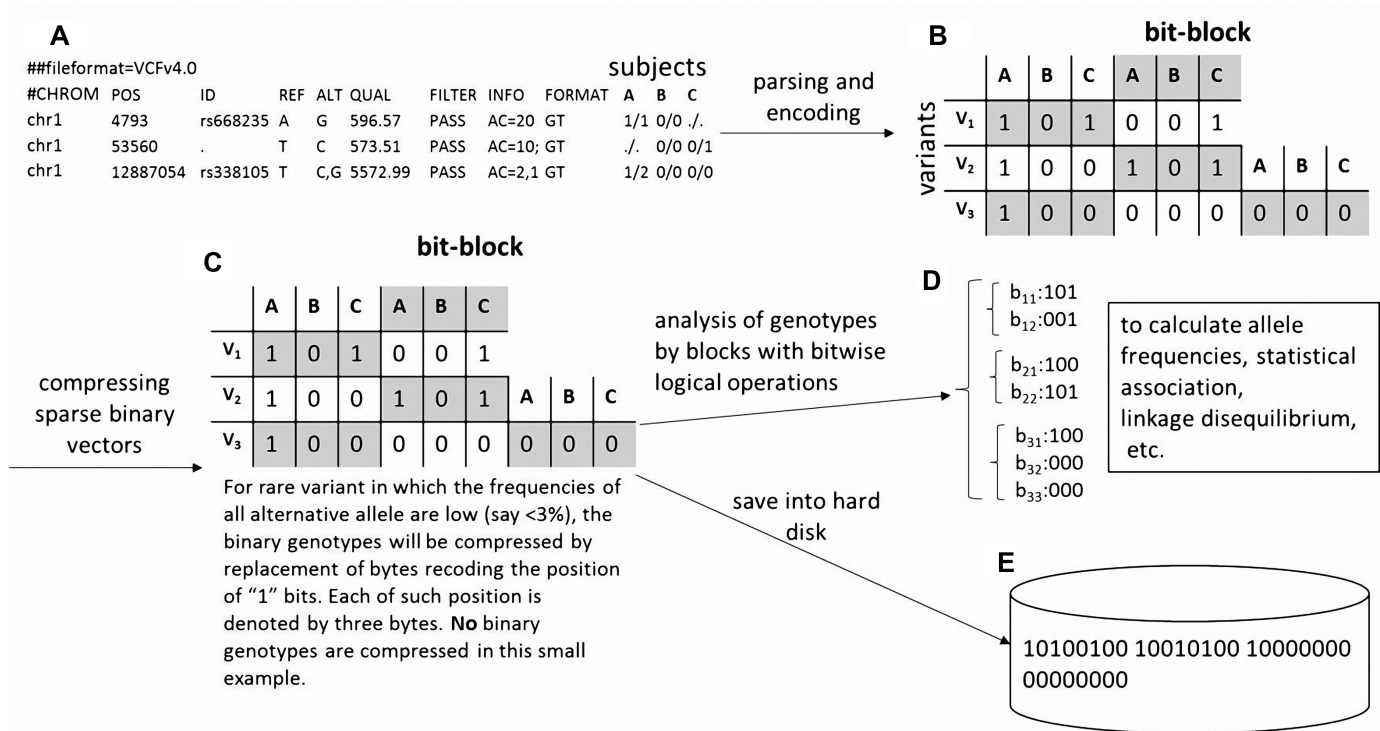 A
##fileformat=VCFv4.0
subjects
#CHROM POS ID REF ALT QUAL FILTER INFO FORMAT A B C
chr1 4793 rs668235 A G 596.57 PASS AC=20 GT 1/1 0/0 ./.
chr1 53560 . T C 573.51 PASS AC=10; GT ./. 0/0 0/1
chr1 12887054 rs338105 T C,G 5572.99 PASS AC=2,1 GT 1/2 0/0 0/0
parsing and
encoding
B
bit-block
variants
A B C A B C
V1 1 0 1 0 0 1
V2 1 0 0 1 0 1 A B C
V3 1 0 0 0 0 0 0 0 0
compressing
sparse binary
vectors
C
bit-block
A B C A B C
V1 1 0 1 0 0 1
V2 1 0 0 1 0 1 A B C
V3 1 0 0 0 0 0 0 0 0
For rare variant in which the frequencies of
all alternative allele are low (say <3%), the
binary genotypes will be compressed by
replacement of bytes recoding the position
of “1” bits. Each of such position is
denoted by three bytes. No binary
genotypes are compressed in this small
example.
analysis of genotypes
by blocks with bitwise
logical operations
save into hard
disk
D
b11:101
b12:001
b21:100
b22:101
b31:100
b32:000
b33:000
to calculate allele
frequencies, statistical
association,
linkage disequilibrium,
etc.
E
10100100 10010100 10000000
00000000